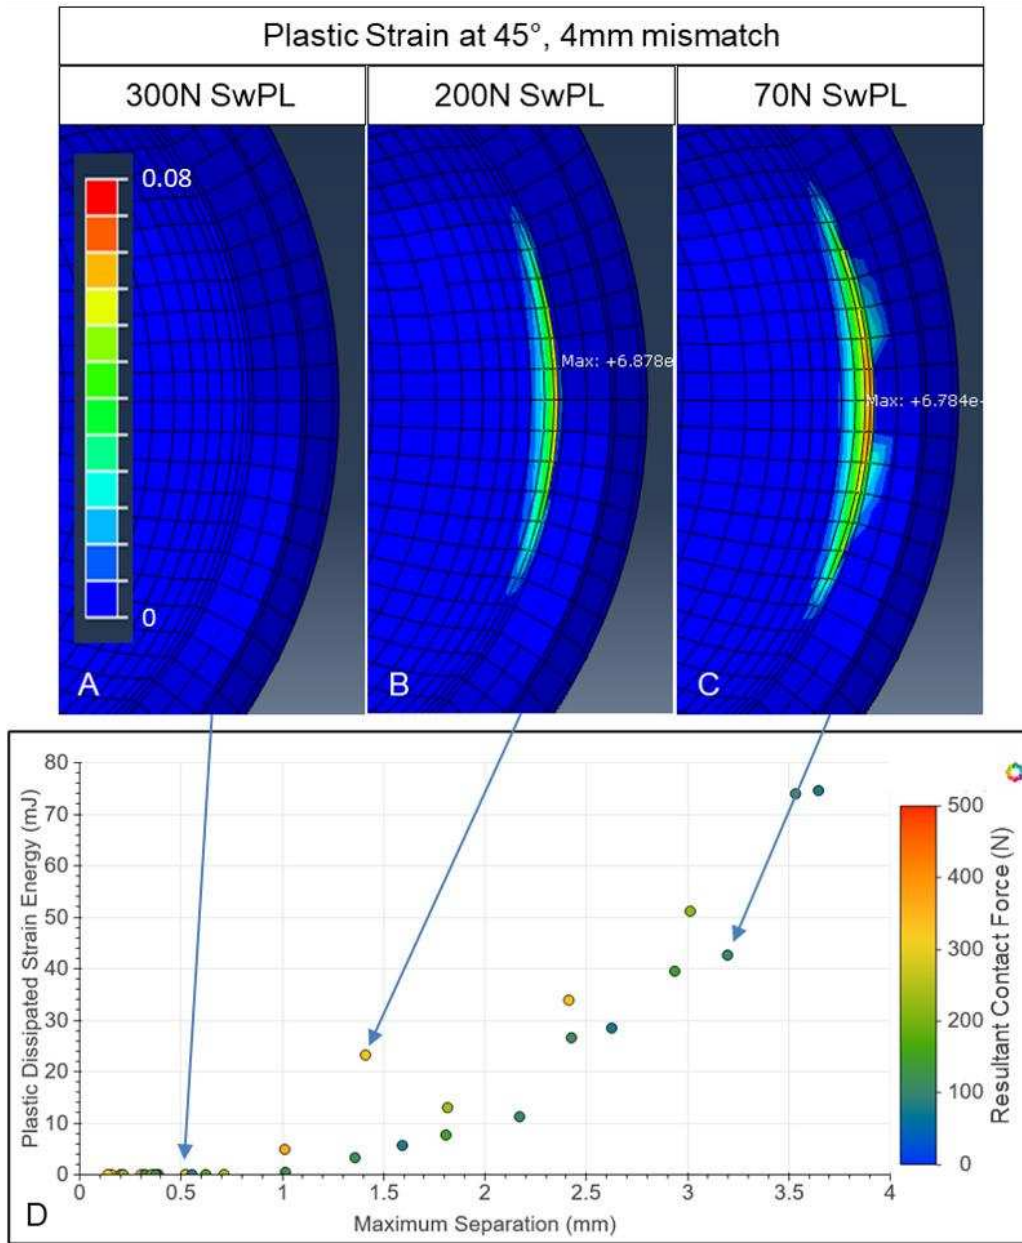 Plastic Strain at 45°, 4mm mismatch
300N SwPL 200N SwPL 70N SwPL
0.08
0
Max: +6.878e
Max: +6.784e-
A
B
C
Plastic Dissipated Strain Energy (mJ)
80
70
60
50
40
30
20
10
0
0 0.5 1 1.5 2 2.5 3 3.5 4
Maximum Separation (mm)
D
500
400
300
200
100
0
Resultant Contact Force (N)